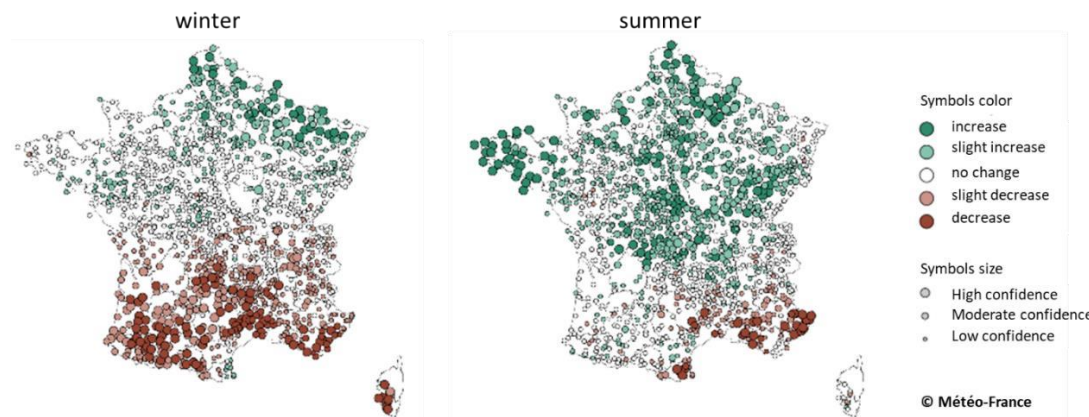 winter
summer
Symbols color
increase
slight increase
no change
slight decrease
decrease
Symbols size
High confidence
Moderate confidence
Low confidence
© Météo-France